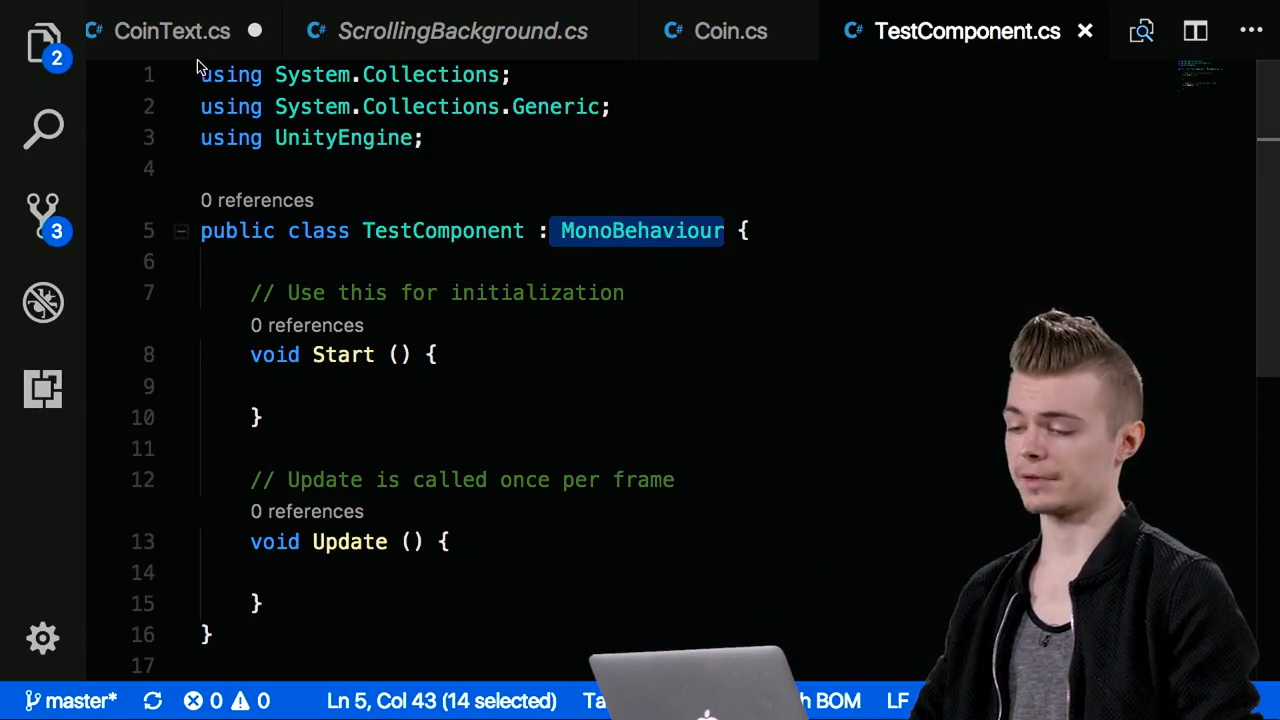 CoinText.cs ScrollingBackground.cs Coin.cs TestComponent.cs
2
3
1 using System.Collections;
2 using System.Collections.Generic;
3 using UnityEngine;
4
0 references
5 public class TestComponent : MonoBehaviour {
6
7 // Use this for initialization
0 references
8 void Start () {
9
10 }
11
12 // Update is called once per frame
0 references
13 void Update () {
14
15 }
16 }
17
master* 0 0 Ln 5, Col 43 (14 selected) BOM LF